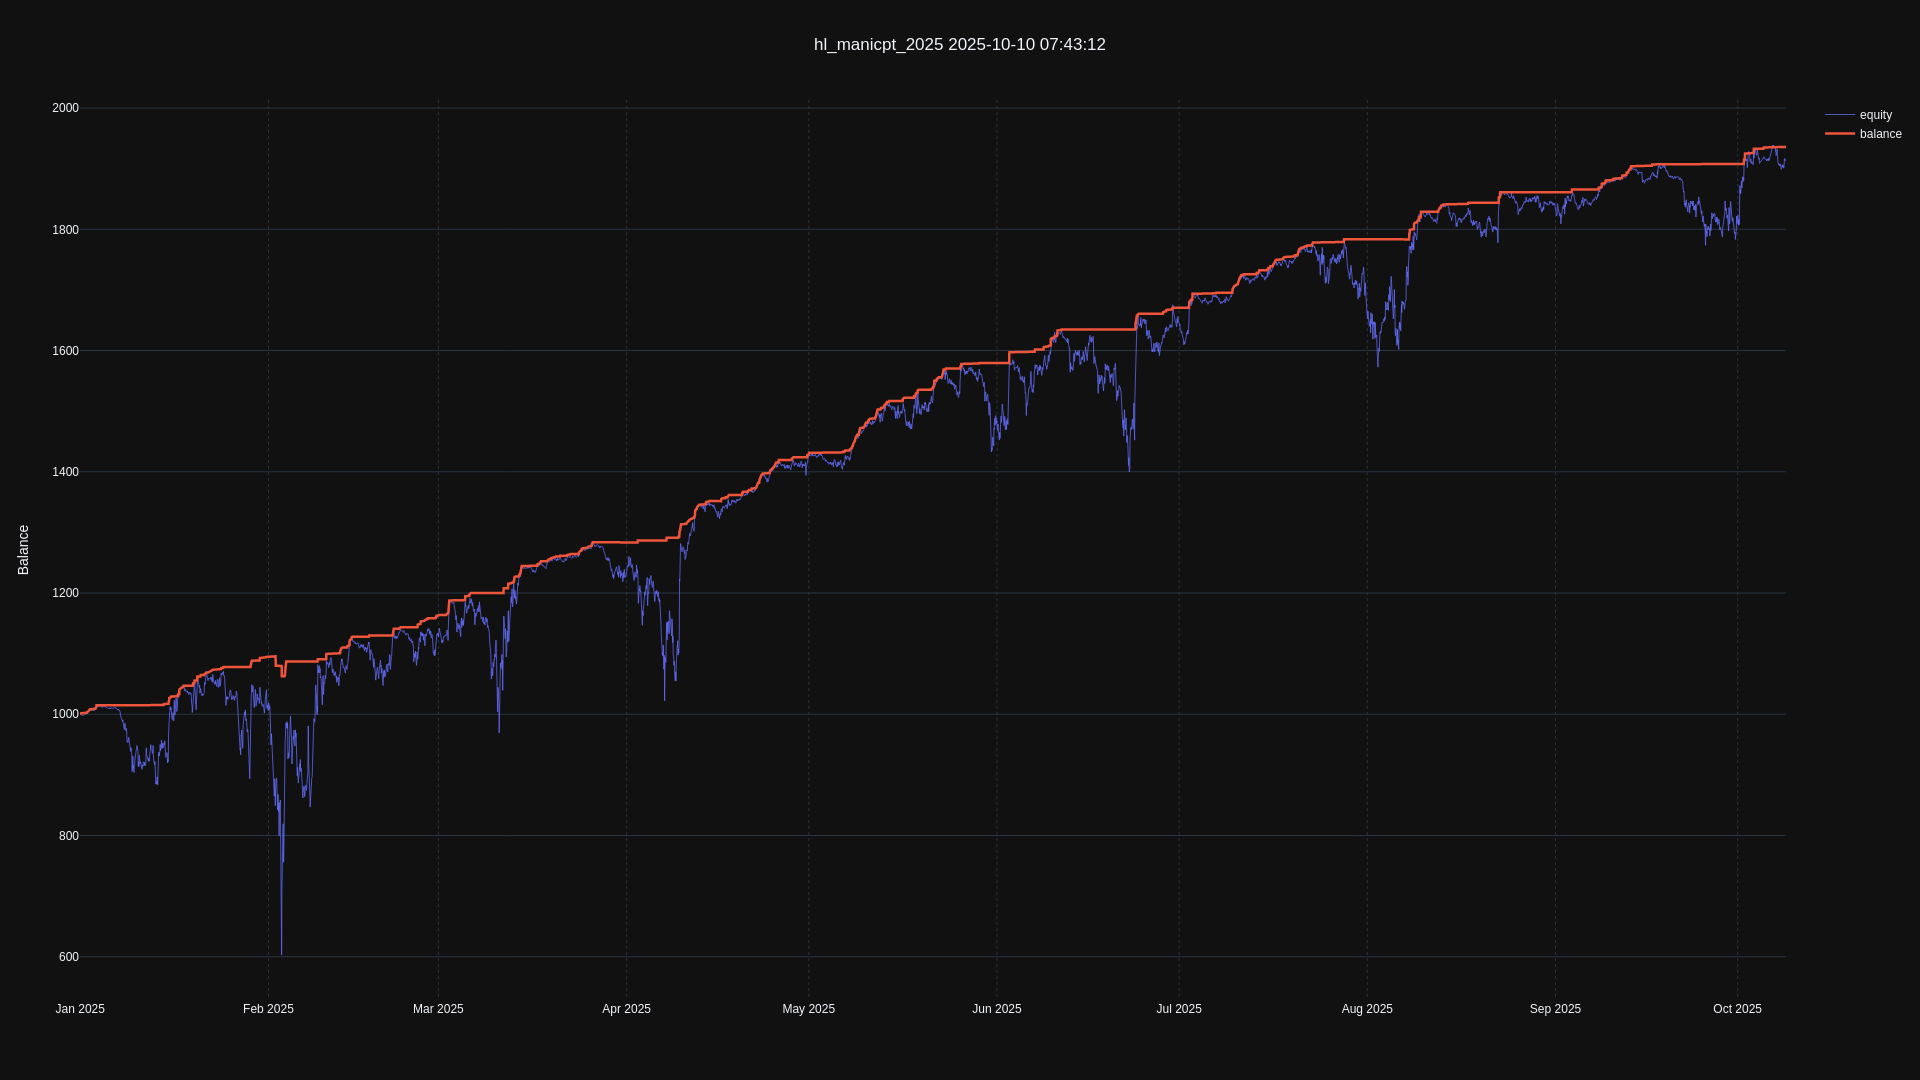 hl_manicpt_2025 2025-10-10 07:43:12
equity
balance
Balance
2000
1800
1600
1400
1200
1000
800
600
Jan 2025
Feb 2025
Mar 2025
Apr 2025
May 2025
Jun 2025
Jul 2025
Aug 2025
Sep 2025
Oct 2025